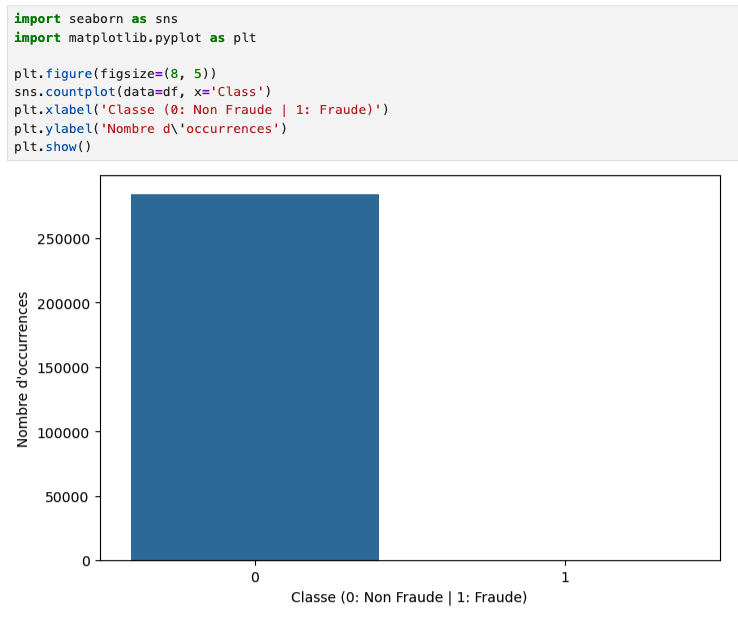 import seaborn as sns
import matplotlib.pyplot as plt
plt.figure(figsize=(8, 5))
sns.countplot(data=df, x='Class')
plt.xlabel('Classe (0: Non Fraude | 1: Fraude)')
plt.ylabel('Nombre d\'occurrences')
plt.show()
250000
200000
150000
100000
50000
0
Nombre d'occurrences
0 1
Classe (0: Non Fraude | 1: Fraude)